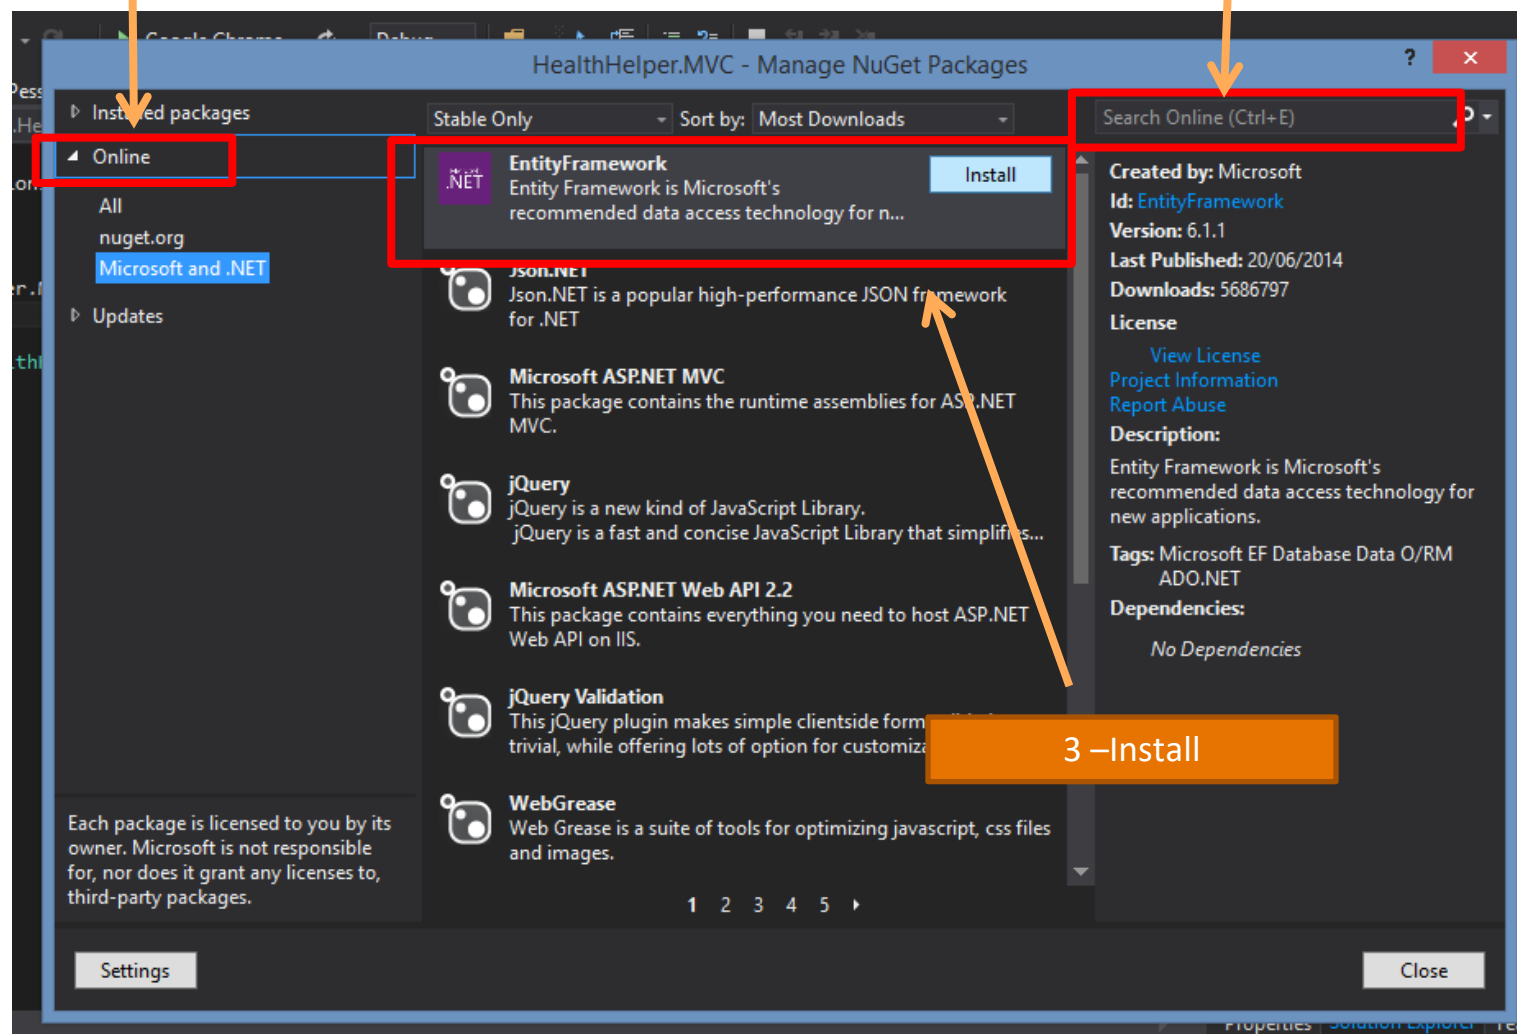 Google Chrome
HealthHelper.MVC - Manage NuGet Packages
?
Installed packages
Online
All
nuget.org
Microsoft and .NET
Updates
Each package is licensed to you by its
owner. Microsoft is not responsible
for, nor does it grant any licenses to,
third-party packages.
Settings
Stable Only
Sort by: Most Downloads
.NET
EntityFramework
Install
Entity Framework is Microsoft's
recommended data access technology for n...
Json.NET
Json.NET is a popular high-performance JSON framework
for .NET
Microsoft ASP.NET MVC
This package contains the runtime assemblies for ASP.NET
MVC.
jQuery
jQuery is a new kind of JavaScript Library.
jQuery is a fast and concise JavaScript Library that simplifies...
Microsoft ASP.NET Web API 2.2
This package contains everything you need to host ASP.NET
Web API on IIS.
jQuery Validation
This jQuery plugin makes simple clientside form
trivial, while offering lots of option for
WebGrease
Web Grease is a suite of tools for optimizing javascript, css files
and images.
1 2 3 4 5
Search Online (Ctrl+E)
Created by: Microsoft
Id: EntityFramework
Version: 6.1.1
Last Published: 20/06/2014
Downloads: 5686797
License
View License
Project Information
Report Abuse
Description:
Entity Framework is Microsoft's
recommended data access technology for
new applications.
Tags: Microsoft EF Database Data O/RM
ADO.NET
Dependencies:
No Dependencies
3 –Install
Close
Properties Solution Explorer